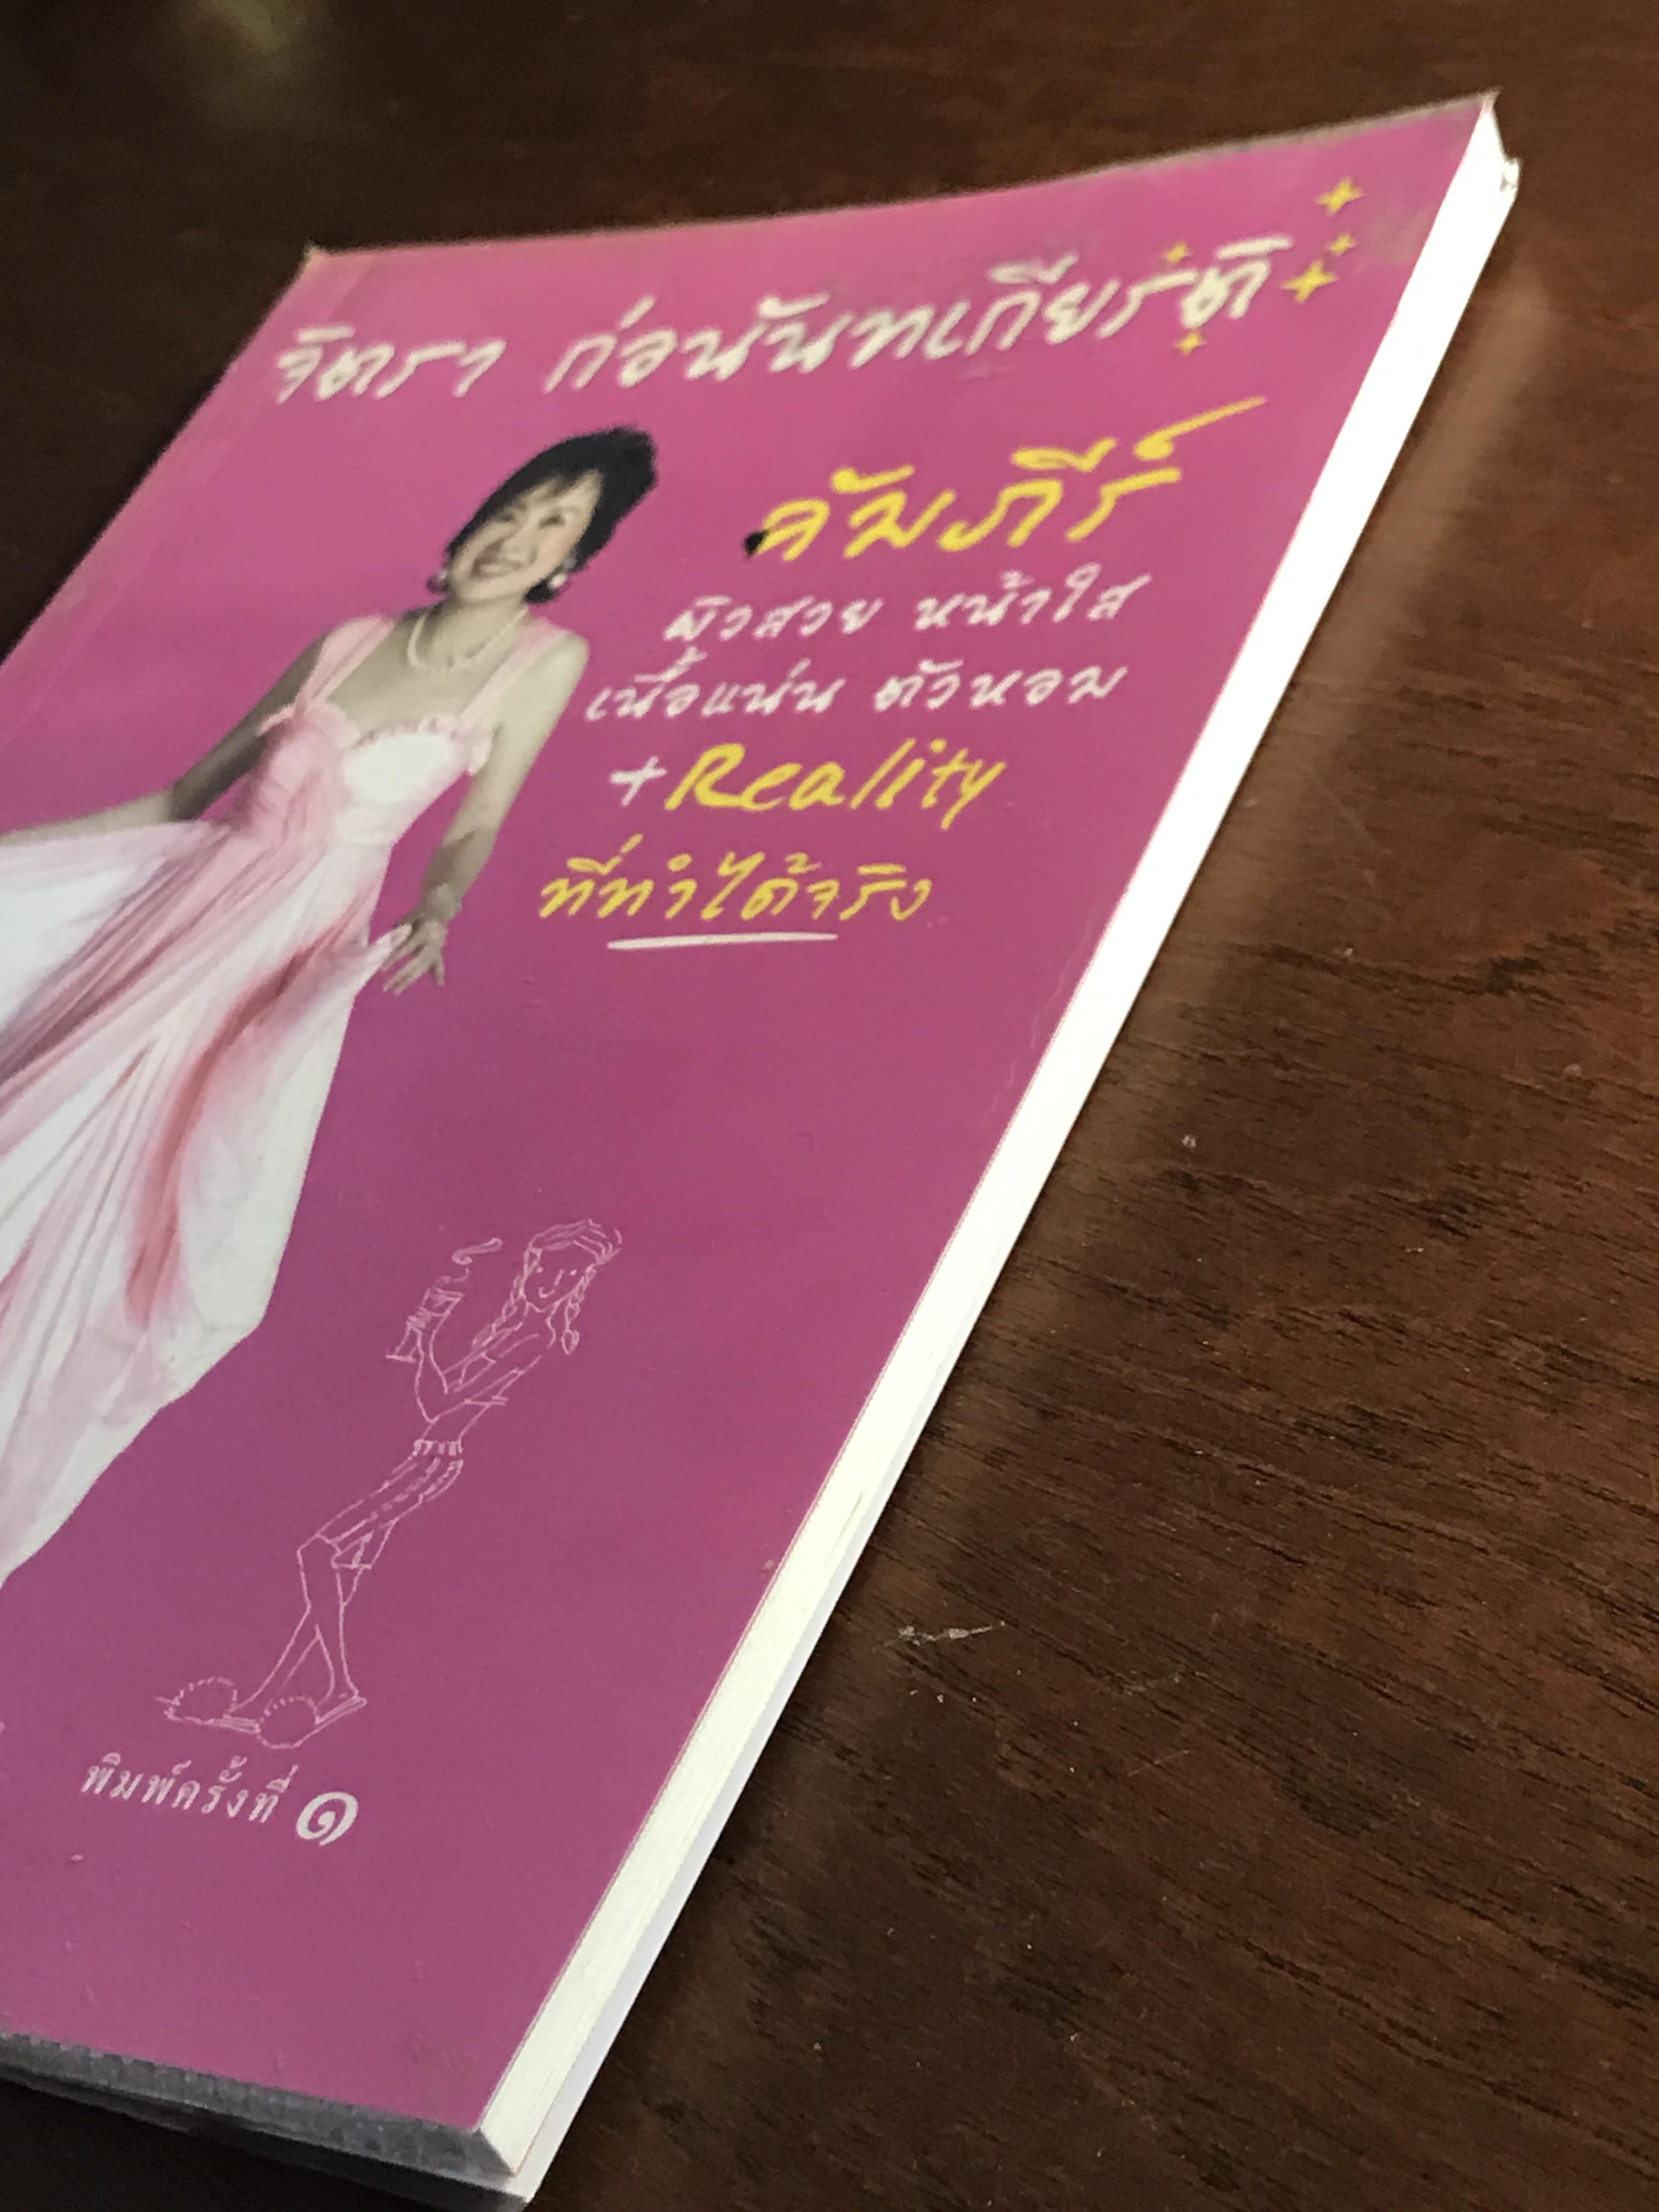 จิตรา ก่อนันทเกียรติ
คัมภีร์
ผิวสวย หน้าใส
เนื้อแน่น ตัวหอม
+Reality
ที่ทำได้จริง
พิมพ์ครั้งที่ ๑